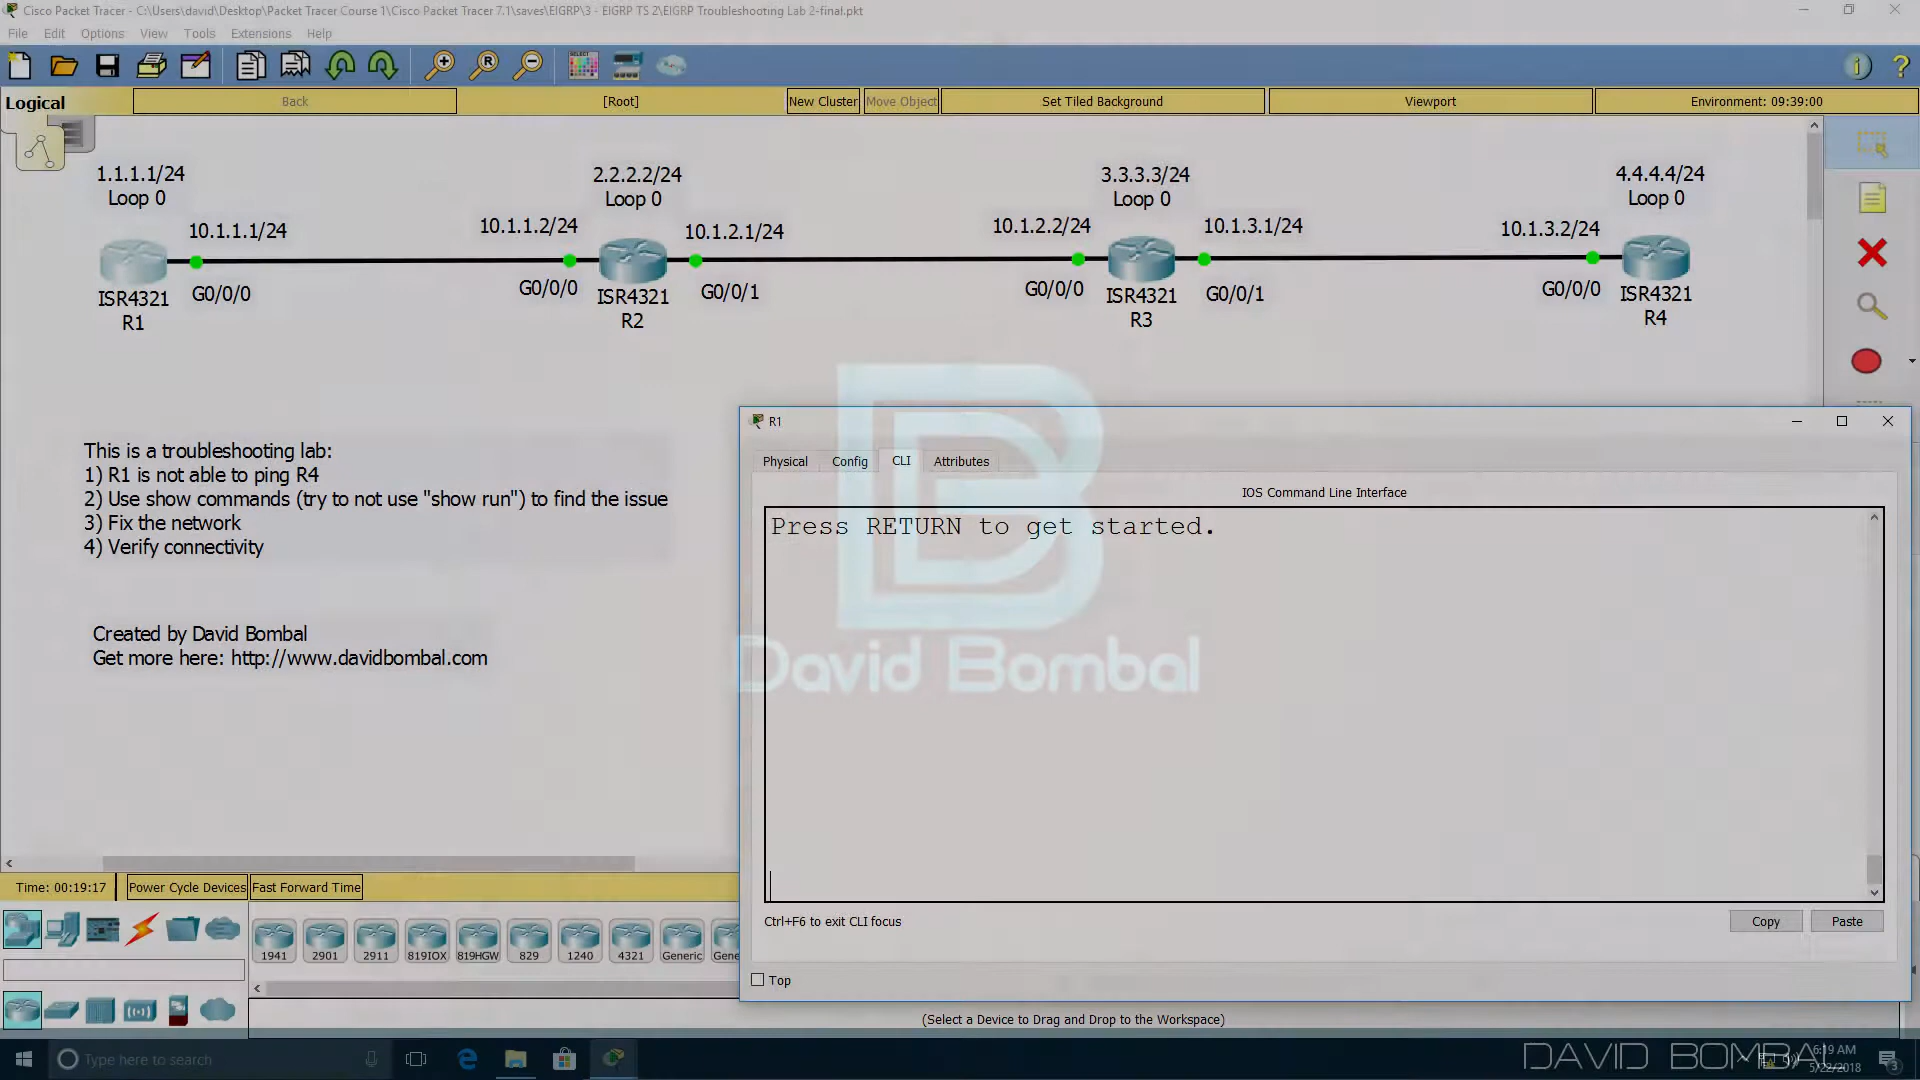 Cisco Packet Tracer - C:\Users\david\Desktop\Packet Tracer Course 1\Cisco Packet Tracer 7.1\saves\EIGRP\3 - EIGRP TS 2\EIGRP Troubleshooting Lab 2-final.pkt
File Edit Options View Tools Extensions Help
Logical Back [Root] New Cluster Move Object Set Tiled Background Viewport Environment: 09:39:00
1.1.1.1/24 2.2.2.2/24 3.3.3.3/24 4.4.4.4/24
Loop 0 Loop 0 Loop 0 Loop 0
10.1.1.1/24 10.1.1.2/24 10.1.2.1/24 10.1.2.2/24 10.1.3.1/24 10.1.3.2/24
G0/0/0 G0/0/0 G0/0/1 G0/0/0 G0/0/1 G0/0/0
ISR4321 ISR4321 ISR4321 ISR4321
R1 R2 R3 R4
This is a troubleshooting lab:
1) R1 is not able to ping R4
2) Use show commands (try to not use "show run") to find the issue
3) Fix the network
4) Verify connectivity
Created by David Bombal
Get more here: http://www.davidbombal.com
R1
Physical Config CLI Attributes
IOS Command Line Interface
Press RETURN to get started.
David Bombal
Ctrl+F6 to exit CLI focus
Copy Paste
Top
Time: 00:19:17 Power Cycle Devices Fast Forward Time
1941 2901 2911 819IOX 819HGW 829 1240 4321 Generic Gene
(Select a Device to Drag and Drop to the Workspace)
Type here to search
DAVID BOMBAL
6:19 AM
5/22/2018
3